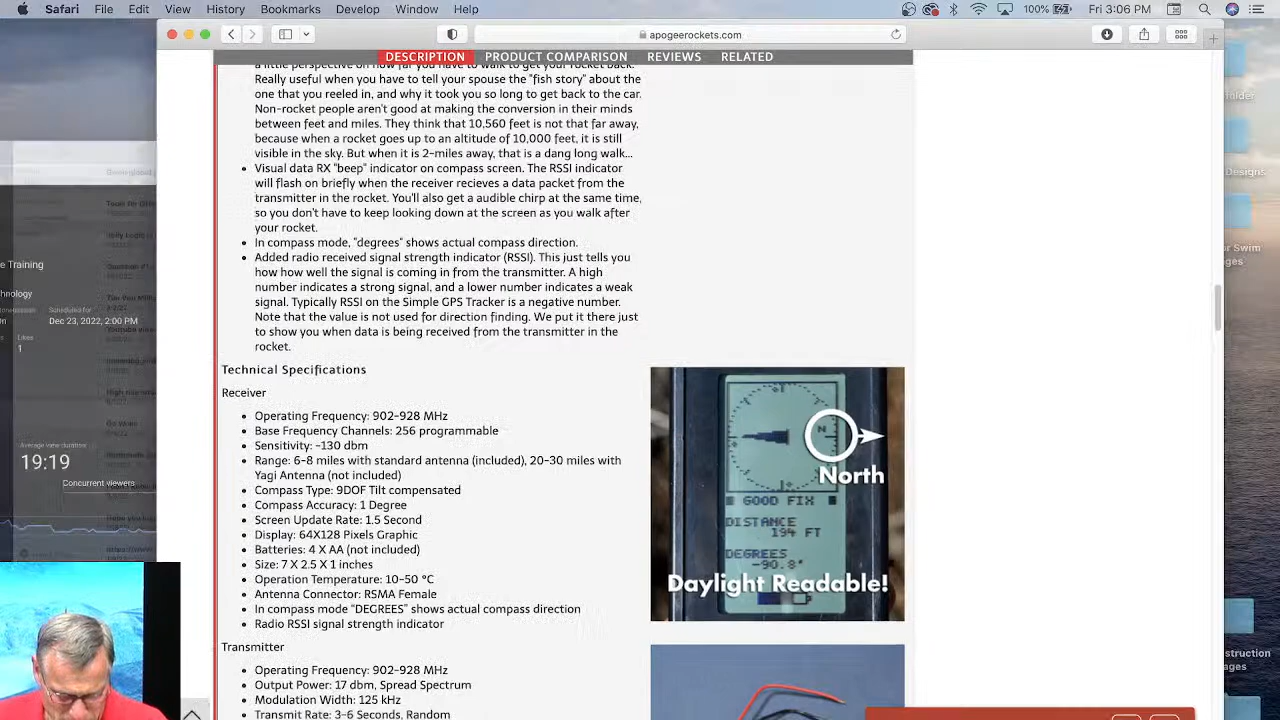 Safari File Edit View History Bookmarks Develop Window Help 100% Fri 3:06 PM
apogeerockets.com
DESCRIPTION PRODUCT COMPARISON REVIEWS RELATED
a little perspective on how far you have to walk to get your rocket back.
Really useful when you have to tell your spouse the "fish story" about the
one that you reeled in, and why it took you so long to get back to the car.
Non-rocket people aren't good at making the conversion in their minds
between feet and miles. They think that 10,560 feet is not that far away,
because when a rocket goes up to an altitude of 10,000 feet, it is still
visible in the sky. But when it is 2-miles away, that is a dang long walk...
Visual data RX "beep" indicator on compass screen. The RSSI indicator
will flash on briefly when the receiver recieves a data packet from the
transmitter in the rocket. You'll also get a audible chirp at the same time,
so you don't have to keep looking down at the screen as you walk after
your rocket.
In compass mode, "degrees" shows actual compass direction.
Added radio received signal strength indicator (RSSI). This just tells you
how how well the signal is coming in from the transmitter. A high
number indicates a strong signal, and a lower number indicates a weak
signal. Typically RSSI on the Simple GPS Tracker is a negative number.
Note that the value is not used for direction finding. We put it there just
to show you when data is being received from the transmitter in the
rocket.
Technical Specifications
Receiver
Operating Frequency: 902-928 MHz
Base Frequency Channels: 256 programmable
Sensitivity: -130 dbm
Range: 6-8 miles with standard antenna (included), 20-30 miles with
Yagi Antenna (not included)
Compass Type: 9DOF Tilt compensated
Compass Accuracy: 1 Degree
Screen Update Rate: 1.5 Second
Display: 64X128 Pixels Graphic
Batteries: 4 X AA (not included)
Size: 7 X 2.5 X 1 inches
Operation Temperature: 10-50 °C
Antenna Connector: RSMA Female
In compass mode "DEGREES" shows actual compass direction
Radio RSSI signal strength indicator
Transmitter
Operating Frequency: 902-928 MHz
Output Power: 17 dbm, Spread Spectrum
Modulation Width: 125 kHz
Transmit Rate: 3-6 Seconds, Random
N
North
GOOD FIX
DISTANCE
194 FT
DEGREES
-90.8°
Daylight Readable!
e Training
hnology
Scheduled for
Dec 23, 2022, 2:00 PM
Likes
1
Average view duration
19:19
Concurrent viewers
older
Designs
or Swim
ages
struction
ages